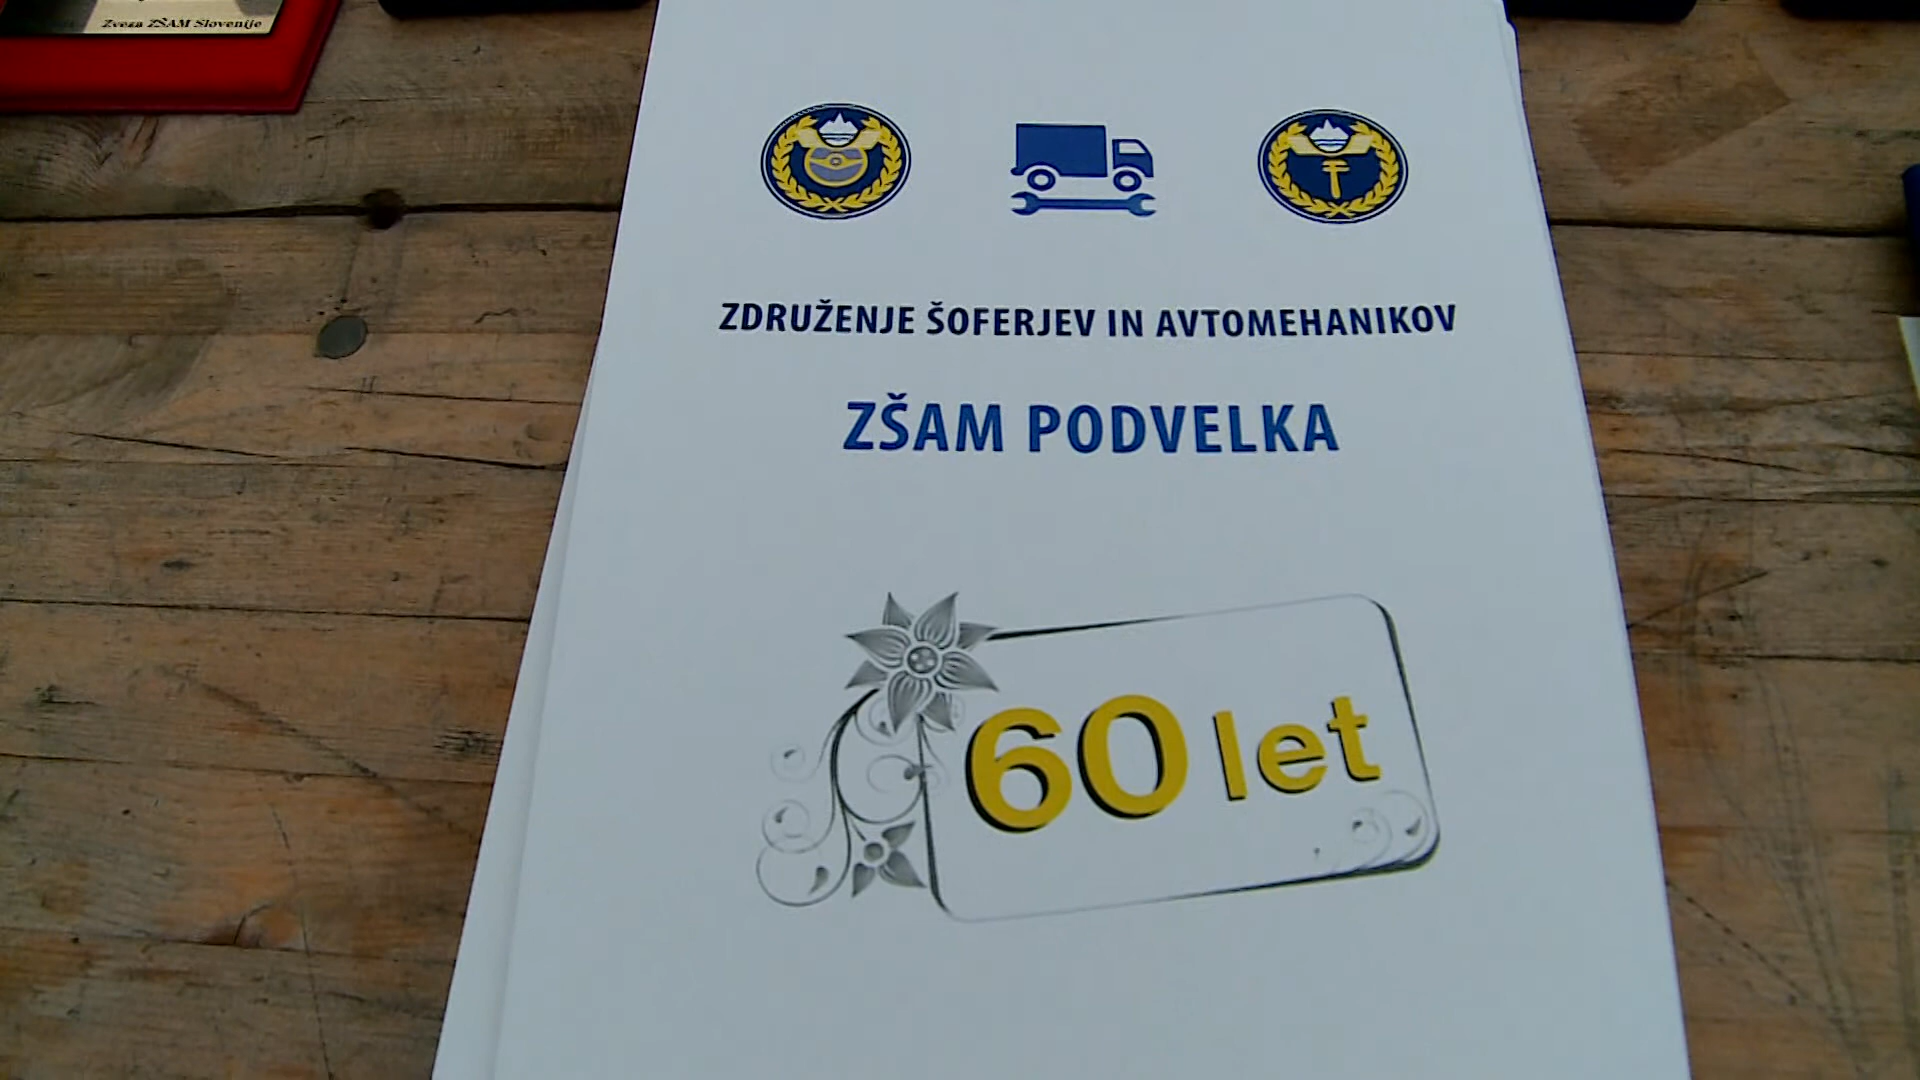 Zveza ZŠAM Slovenije
ZDRUŽENJE ŠOFERJEV IN AVTOMEHANIKOV
ZŠAM PODVELKA
60 let